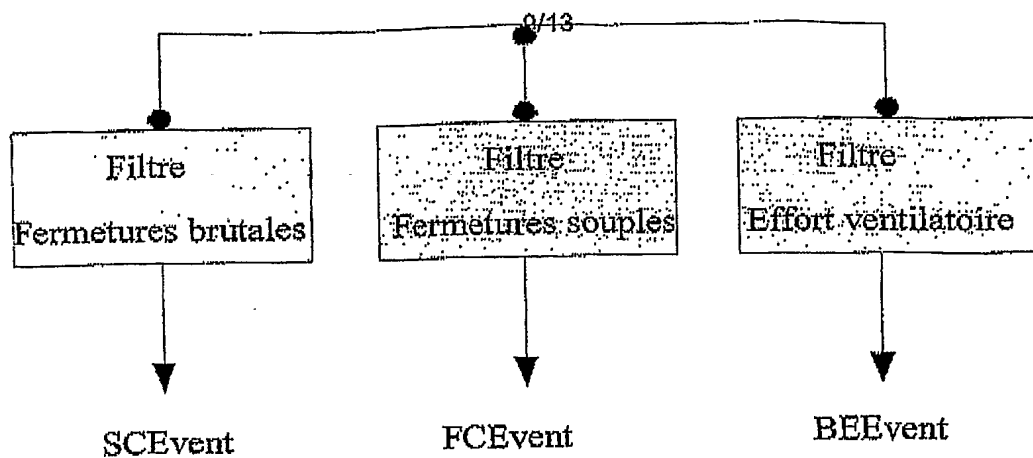 9/13
Filtre
Fermetures brutales
Filtre
Fermetures souples
Filtre
Effort ventilatoire
SCEvent
FCEvent
BEEvent